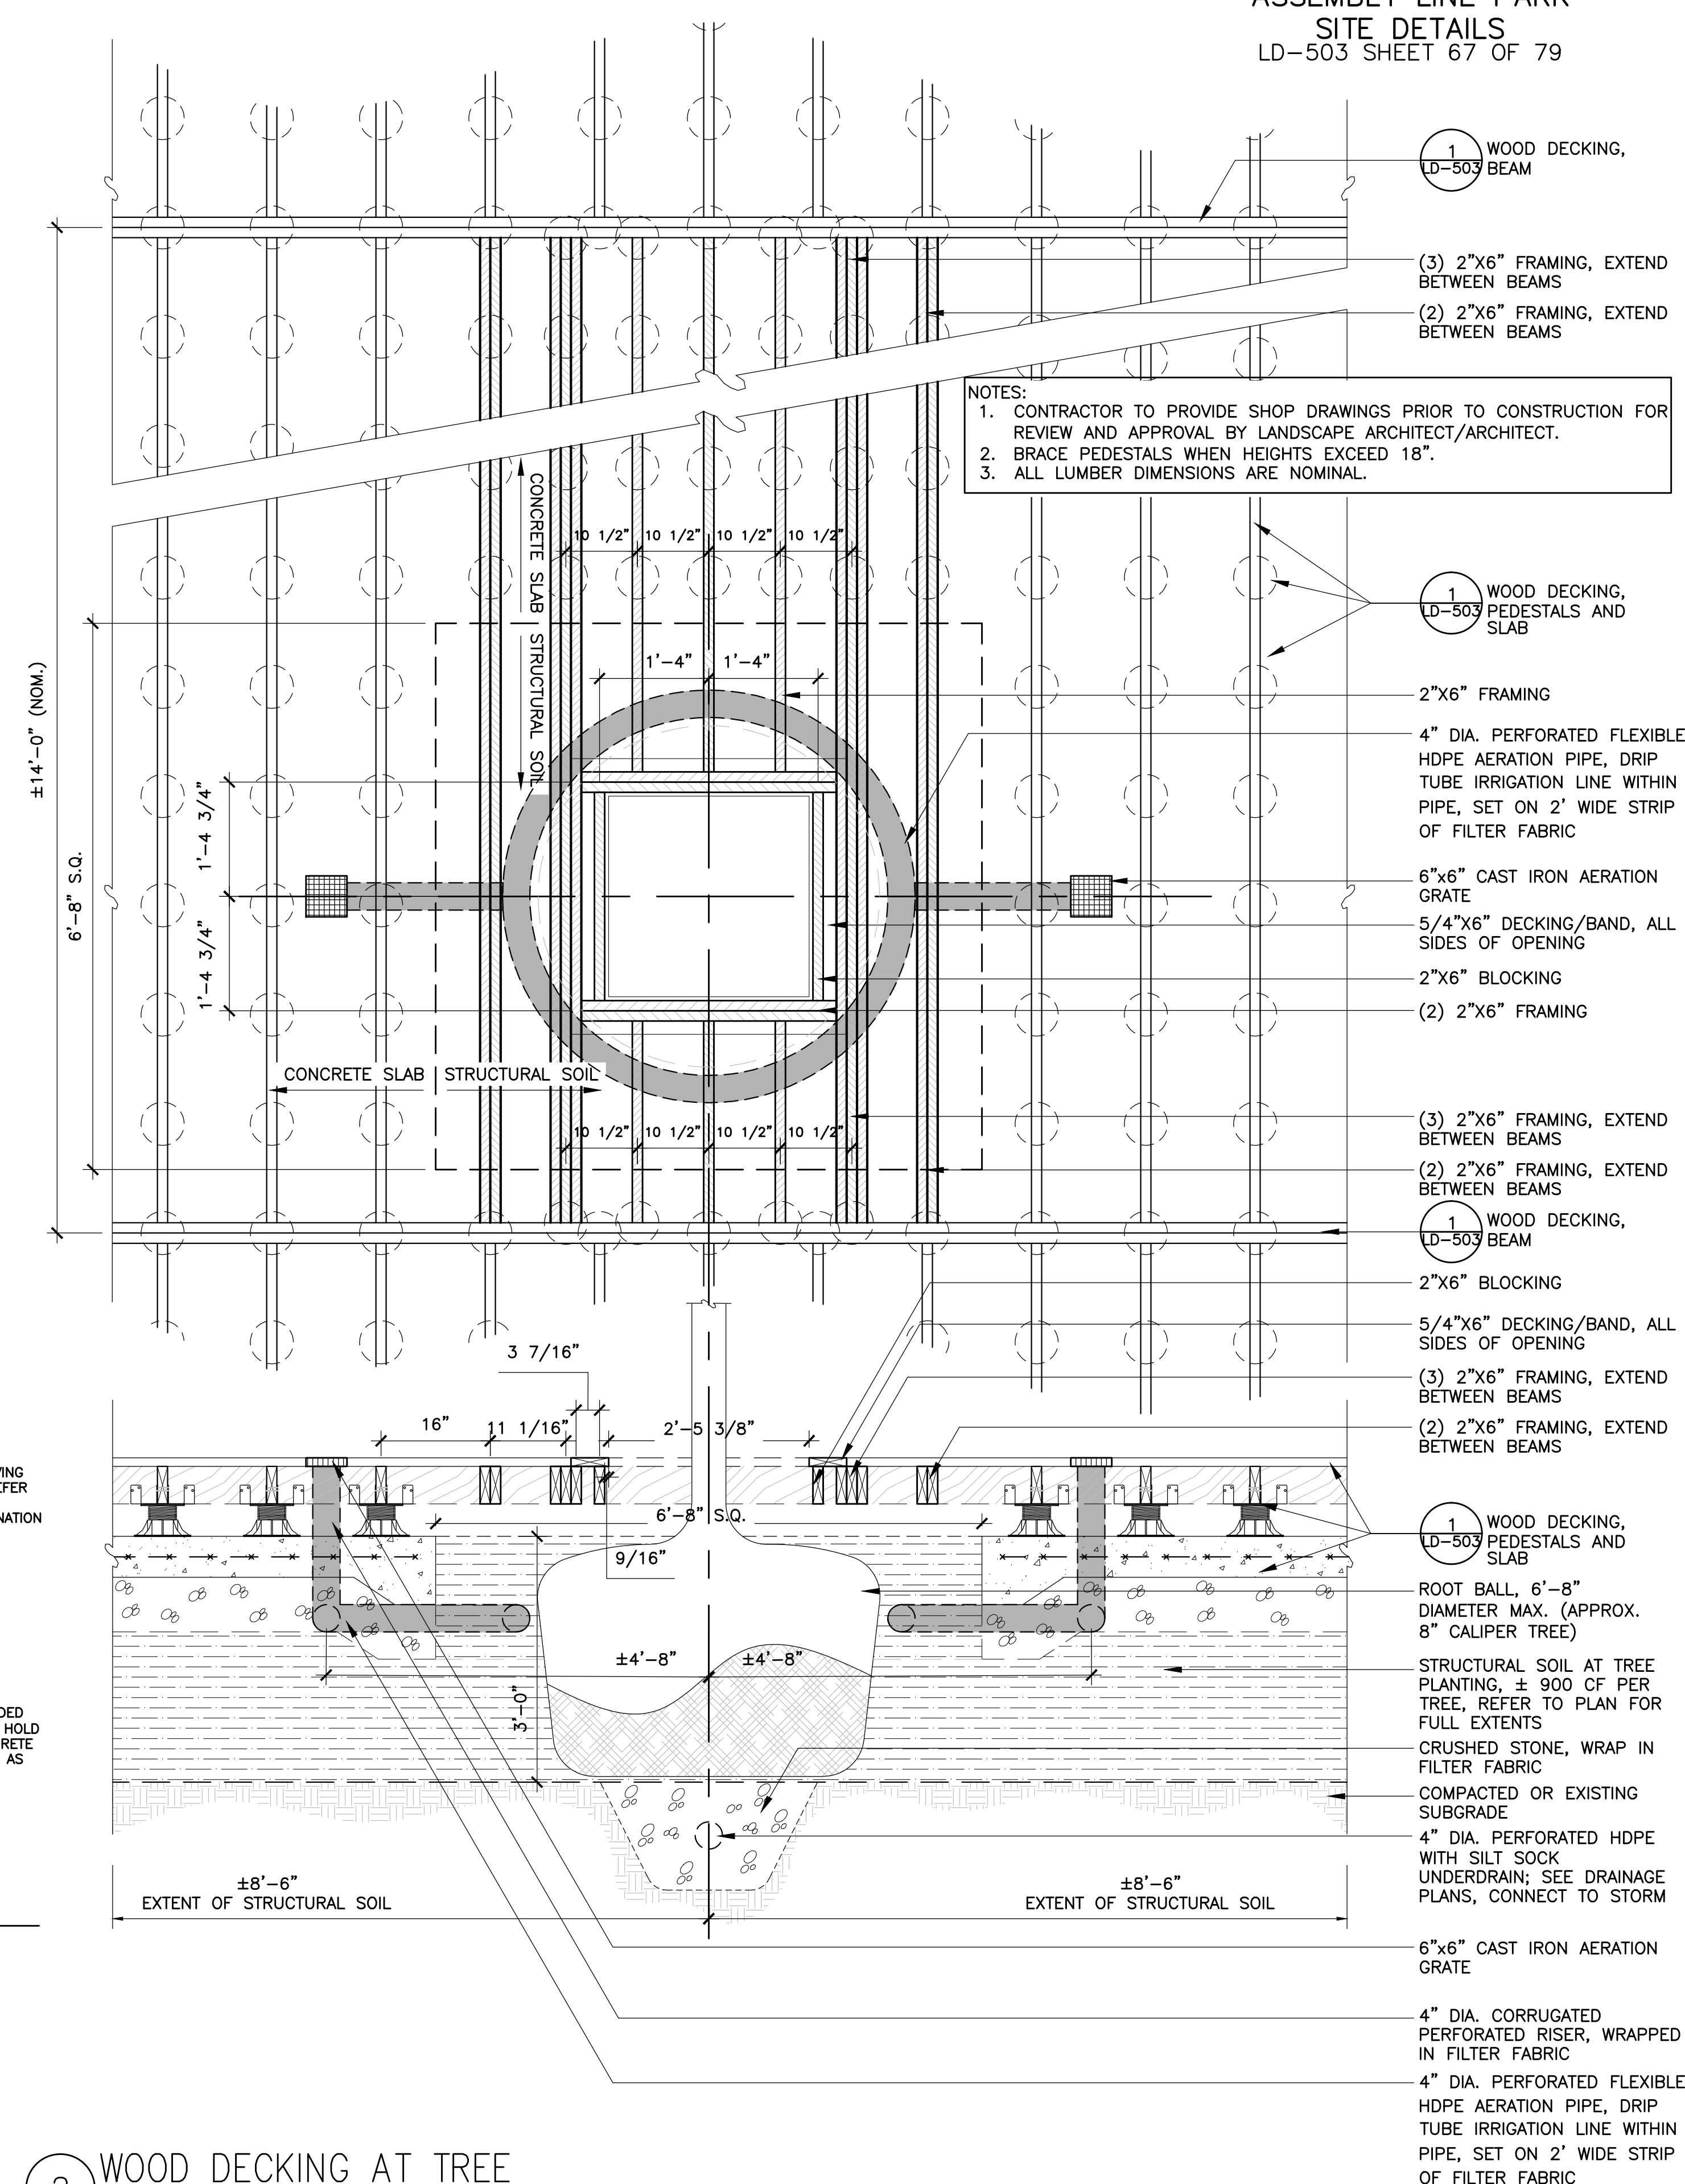 SITE DETAILS
LD-503 SHEET 67 OF 79
1
LD-503
WOOD DECKING,
BEAM
(3) 2"X6" FRAMING, EXTEND
BETWEEN BEAMS
(2) 2"X6" FRAMING, EXTEND
BETWEEN BEAMS
NOTES:
1. CONTRACTOR TO PROVIDE SHOP DRAWINGS PRIOR TO CONSTRUCTION FOR
REVIEW AND APPROVAL BY LANDSCAPE ARCHITECT/ARCHITECT.
2. BRACE PEDESTALS WHEN HEIGHTS EXCEED 18".
3. ALL LUMBER DIMENSIONS ARE NOMINAL.
CONCRETE SLAB
STRUCTURAL SOIL
10 1/2" 10 1/2" 10 1/2" 10 1/2"
1
LD-503
WOOD DECKING,
PEDESTALS AND
SLAB
1'-4" 1'-4"
±14'-0" (NOM.)
6'-8" S.Q.
1'-4 3/4"
1'-4 3/4"
2"X6" FRAMING
4" DIA. PERFORATED FLEXIBLE
HDPE AERATION PIPE, DRIP
TUBE IRRIGATION LINE WITHIN
PIPE, SET ON 2' WIDE STRIP
OF FILTER FABRIC
6"x6" CAST IRON AERATION
GRATE
5/4"X6" DECKING/BAND, ALL
SIDES OF OPENING
2"X6" BLOCKING
(2) 2"X6" FRAMING
CONCRETE SLAB STRUCTURAL SOIL
10 1/2" 10 1/2" 10 1/2" 10 1/2"
(3) 2"X6" FRAMING, EXTEND
BETWEEN BEAMS
(2) 2"X6" FRAMING, EXTEND
BETWEEN BEAMS
1
LD-503
WOOD DECKING,
BEAM
2"X6" BLOCKING
5/4"X6" DECKING/BAND, ALL
SIDES OF OPENING
(3) 2"X6" FRAMING, EXTEND
BETWEEN BEAMS
(2) 2"X6" FRAMING, EXTEND
BETWEEN BEAMS
3 7/16"
16" 11 1/16" 2'-5 3/8"
6'-8" S.Q.
9/16"
1
LD-503
WOOD DECKING,
PEDESTALS AND
SLAB
ROOT BALL, 6'-8"
DIAMETER MAX. (APPROX.
8" CALIPER TREE)
±4'-8" ±4'-8"
3'-0"
STRUCTURAL SOIL AT TREE
PLANTING, ± 900 CF PER
TREE, REFER TO PLAN FOR
FULL EXTENTS
HOLD
AS
CRUSHED STONE, WRAP IN
FILTER FABRIC
COMPACTED OR EXISTING
SUBGRADE
4" DIA. PERFORATED HDPE
WITH SILT SOCK
UNDERDRAIN; SEE DRAINAGE
PLANS, CONNECT TO STORM
±8'-6"
EXTENT OF STRUCTURAL SOIL
±8'-6"
EXTENT OF STRUCTURAL SOIL
6"x6" CAST IRON AERATION
GRATE
4" DIA. CORRUGATED
PERFORATED RISER, WRAPPED
IN FILTER FABRIC
4" DIA. PERFORATED FLEXIBLE
HDPE AERATION PIPE, DRIP
TUBE IRRIGATION LINE WITHIN
PIPE, SET ON 2' WIDE STRIP
OF FILTER FABRIC
WOOD DECKING AT TREE